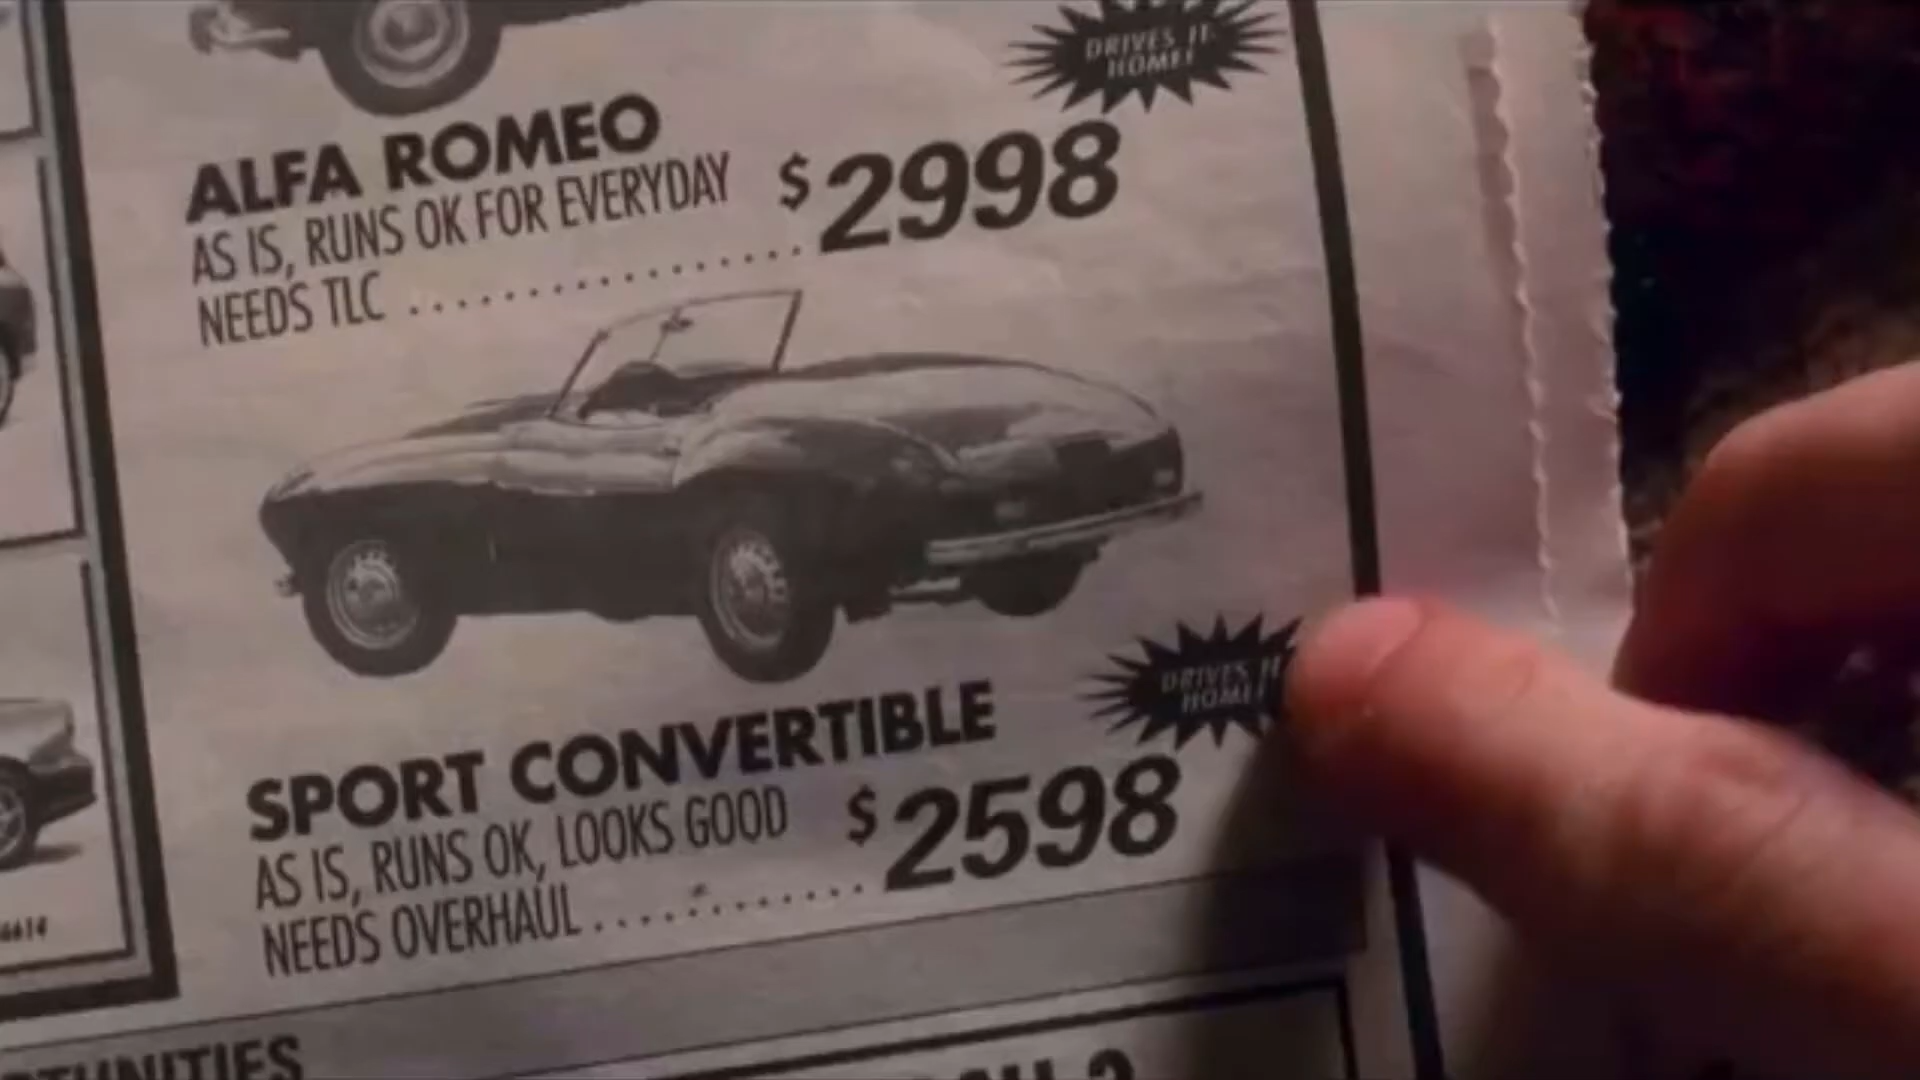 DRIVES IT
HOME!
ALFA ROMEO
AS IS, RUNS OK FOR EVERYDAY $2998
NEEDS TLC ..................
DRIVES IT
HOME!
SPORT CONVERTIBLE
AS IS, RUNS OK, LOOKS GOOD $2598
NEEDS OVERHAUL ............